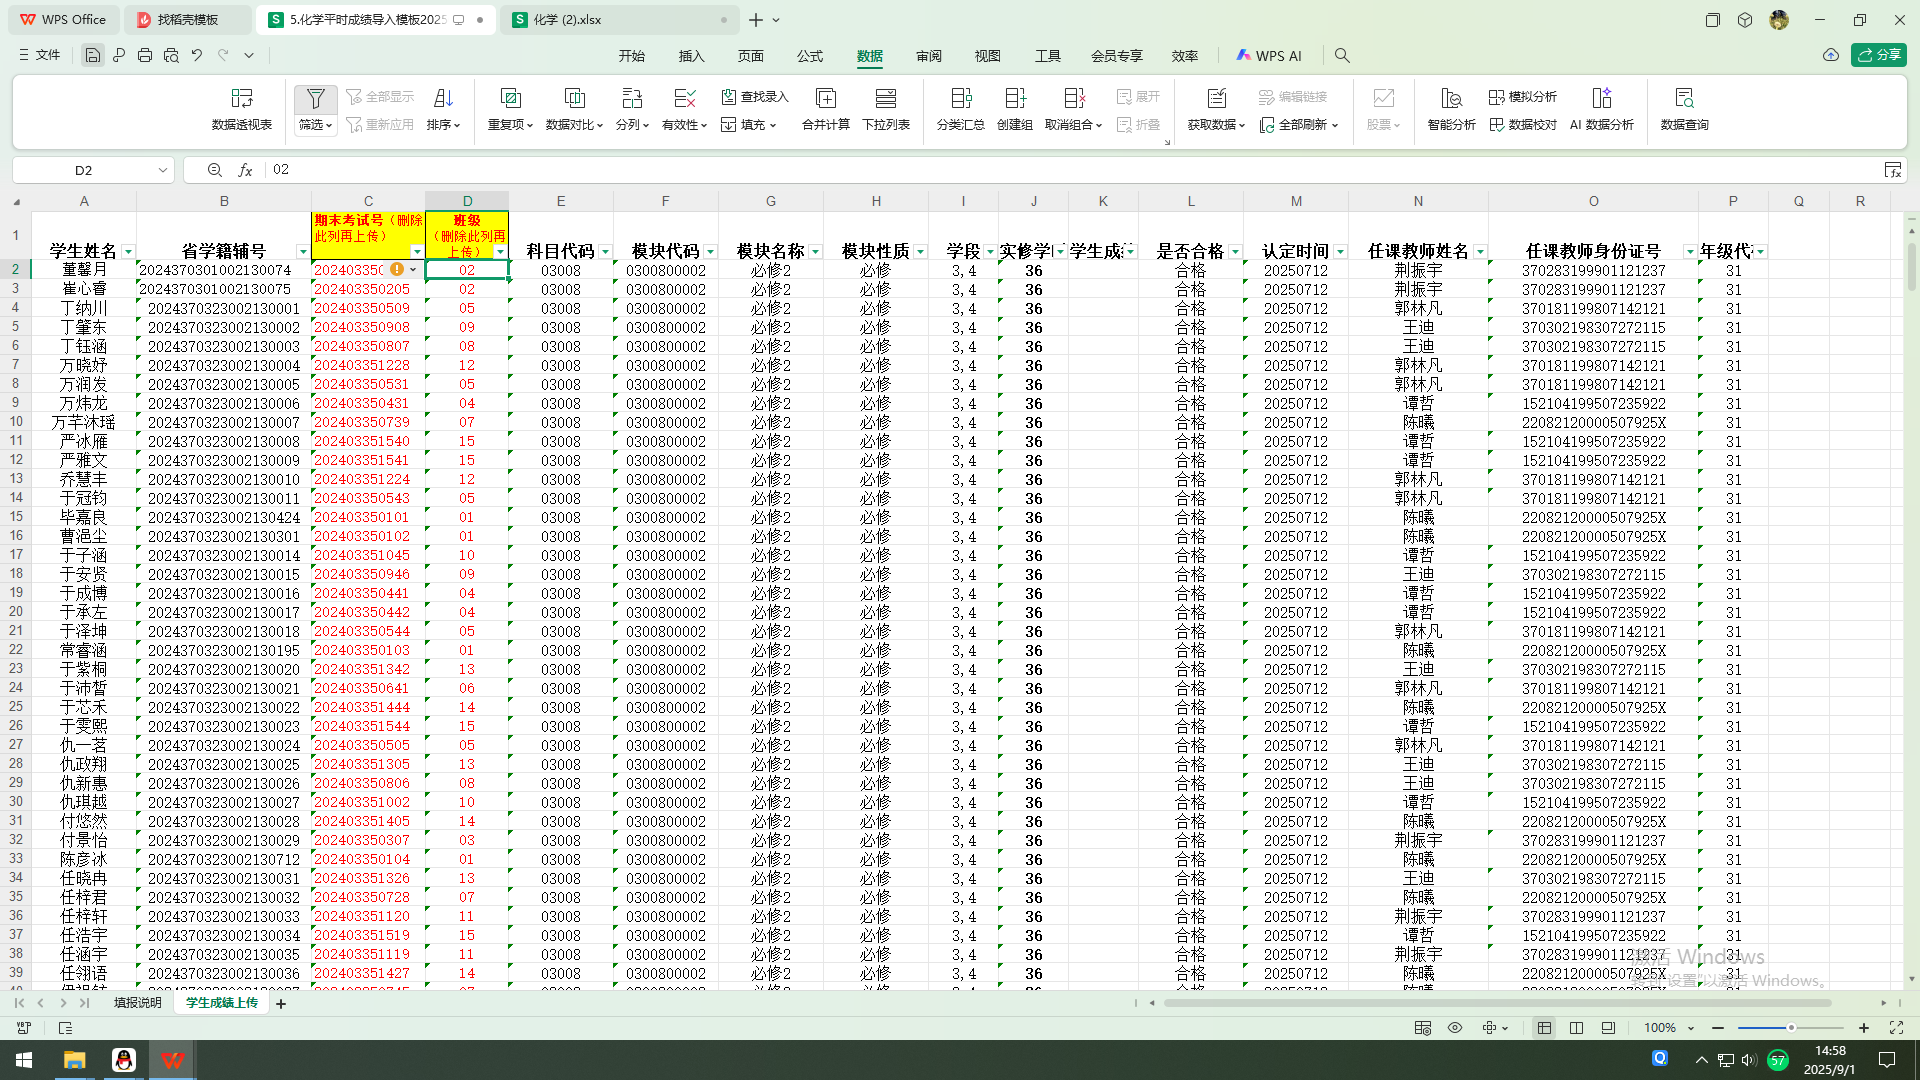 WPS Office
找稻壳模板
5.化学平时成绩导入模板2025
化学 (2).xlsx
文件
开始 插入 页面 公式 数据 审阅 视图 工具 会员专享 效率 WPS AI
分享
数据透视表 筛选 全部显示 重新应用 排序 重复项 数据对比 分列 有效性 查找录入 填充 合并计算 下拉列表 分类汇总 创建组 取消组合 展开 折叠 获取数据 编辑链接 全部刷新 股票 智能分析 模拟分析 数据校对 AI 数据分析 数据查询
D2 fx 02
A B C D E F G H I J K L M N O P Q R
1 学生姓名 省学籍辅号 期末考试号（删除此列再上传） 班级（删除此列再上传） 科目代码 模块代码 模块名称 模块性质 学段 实修学 学生成 是否合格 认定时间 任课教师姓名 任课教师身份证号 年级代
2 董馨月 2024370301002130074 20240335 02 03008 0300800002 必修2 必修 3,4 36 合格 20250712 荆振宇 370283199901121237 31
3 崔心睿 2024370301002130075 202403350205 02 03008 0300800002 必修2 必修 3,4 36 合格 20250712 荆振宇 370283199901121237 31
4 丁纳川 2024370323002130001 202403350509 05 03008 0300800002 必修2 必修 3,4 36 合格 20250712 郭林凡 370181199807142121 31
5 丁肇东 2024370323002130002 202403350908 09 03008 0300800002 必修2 必修 3,4 36 合格 20250712 王迪 370302198307272115 31
6 丁钰涵 2024370323002130003 202403350807 08 03008 0300800002 必修2 必修 3,4 36 合格 20250712 王迪 370302198307272115 31
7 万晓妤 2024370323002130004 202403351228 12 03008 0300800002 必修2 必修 3,4 36 合格 20250712 郭林凡 370181199807142121 31
8 万润发 2024370323002130005 202403350531 05 03008 0300800002 必修2 必修 3,4 36 合格 20250712 郭林凡 370181199807142121 31
9 万炜龙 2024370323002130006 202403350431 04 03008 0300800002 必修2 必修 3,4 36 合格 20250712 谭哲 152104199507235922 31
10 万芊沐瑶 2024370323002130007 202403350739 07 03008 0300800002 必修2 必修 3,4 36 合格 20250712 陈曦 22082120000507925X 31
11 严冰雁 2024370323002130008 202403351540 15 03008 0300800002 必修2 必修 3,4 36 合格 20250712 谭哲 152104199507235922 31
12 严雅文 2024370323002130009 202403351541 15 03008 0300800002 必修2 必修 3,4 36 合格 20250712 谭哲 152104199507235922 31
13 乔慧丰 2024370323002130010 202403351224 12 03008 0300800002 必修2 必修 3,4 36 合格 20250712 郭林凡 370181199807142121 31
14 于冠钧 2024370323002130011 202403350543 05 03008 0300800002 必修2 必修 3,4 36 合格 20250712 郭林凡 370181199807142121 31
15 毕嘉良 2024370323002130424 202403350101 01 03008 0300800002 必修2 必修 3,4 36 合格 20250712 陈曦 22082120000507925X 31
16 曹浥尘 2024370323002130301 202403350102 01 03008 0300800002 必修2 必修 3,4 36 合格 20250712 陈曦 22082120000507925X 31
17 于子涵 2024370323002130014 202403351045 10 03008 0300800002 必修2 必修 3,4 36 合格 20250712 谭哲 152104199507235922 31
18 于安贤 2024370323002130015 202403350946 09 03008 0300800002 必修2 必修 3,4 36 合格 20250712 王迪 370302198307272115 31
19 于成博 2024370323002130016 202403350441 04 03008 0300800002 必修2 必修 3,4 36 合格 20250712 谭哲 152104199507235922 31
20 于承左 2024370323002130017 202403350442 04 03008 0300800002 必修2 必修 3,4 36 合格 20250712 谭哲 152104199507235922 31
21 于泽坤 2024370323002130018 202403350544 05 03008 0300800002 必修2 必修 3,4 36 合格 20250712 郭林凡 370181199807142121 31
22 常睿涵 2024370323002130195 202403350103 01 03008 0300800002 必修2 必修 3,4 36 合格 20250712 陈曦 22082120000507925X 31
23 于紫桐 2024370323002130020 202403351342 13 03008 0300800002 必修2 必修 3,4 36 合格 20250712 王迪 370302198307272115 31
24 于沛皙 2024370323002130021 202403350641 06 03008 0300800002 必修2 必修 3,4 36 合格 20250712 郭林凡 370181199807142121 31
25 于芯禾 2024370323002130022 202403351444 14 03008 0300800002 必修2 必修 3,4 36 合格 20250712 陈曦 22082120000507925X 31
26 于雯熙 2024370323002130023 202403351544 15 03008 0300800002 必修2 必修 3,4 36 合格 20250712 谭哲 152104199507235922 31
27 仇一茗 2024370323002130024 202403350505 05 03008 0300800002 必修2 必修 3,4 36 合格 20250712 郭林凡 370181199807142121 31
28 仇政翔 2024370323002130025 202403351305 13 03008 0300800002 必修2 必修 3,4 36 合格 20250712 王迪 370302198307272115 31
29 仇新惠 2024370323002130026 202403350806 08 03008 0300800002 必修2 必修 3,4 36 合格 20250712 王迪 370302198307272115 31
30 仇琪越 2024370323002130027 202403351002 10 03008 0300800002 必修2 必修 3,4 36 合格 20250712 谭哲 152104199507235922 31
31 付悠然 2024370323002130028 202403351405 14 03008 0300800002 必修2 必修 3,4 36 合格 20250712 陈曦 22082120000507925X 31
32 付景怡 2024370323002130029 202403350307 03 03008 0300800002 必修2 必修 3,4 36 合格 20250712 荆振宇 370283199901121237 31
33 陈彦冰 2024370323002130712 202403350104 01 03008 0300800002 必修2 必修 3,4 36 合格 20250712 陈曦 22082120000507925X 31
34 任晓冉 2024370323002130031 202403351326 13 03008 0300800002 必修2 必修 3,4 36 合格 20250712 王迪 370302198307272115 31
35 任梓君 2024370323002130032 202403350728 07 03008 0300800002 必修2 必修 3,4 36 合格 20250712 陈曦 22082120000507925X 31
36 任梓轩 2024370323002130033 202403351120 11 03008 0300800002 必修2 必修 3,4 36 合格 20250712 荆振宇 370283199901121237 31
37 任浩宇 2024370323002130034 202403351519 15 03008 0300800002 必修2 必修 3,4 36 合格 20250712 谭哲 152104199507235922 31
38 任涵宇 2024370323002130035 202403351119 11 03008 0300800002 必修2 必修 3,4 36 合格 20250712 荆振宇 370283199901121237 31
39 任翎语 2024370323002130036 202403351427 14 03008 0300800002 必修2 必修 3,4 36 合格 20250712 陈曦 22082120000507925X 31
激活 Windows
转到"设置"以激活 Windows。
填报说明 学生成绩上传
100%
57
14:58
2025/9/1